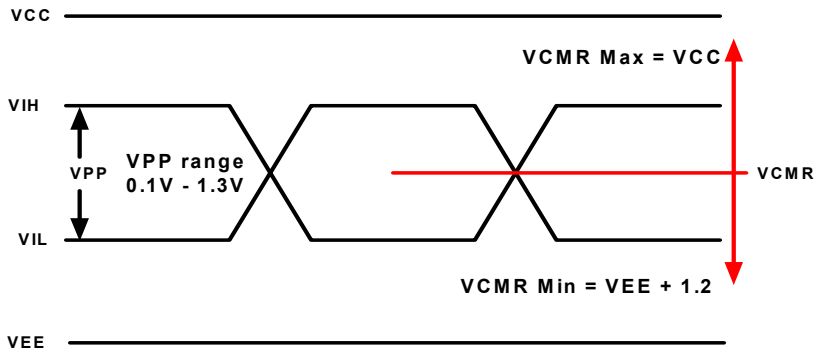 VCC
VCMR Max = VCC
VIH
VPP
VPP range
0.1V - 1.3V
VCMR
VIL
VCMR Min = VEE + 1.2
VEE